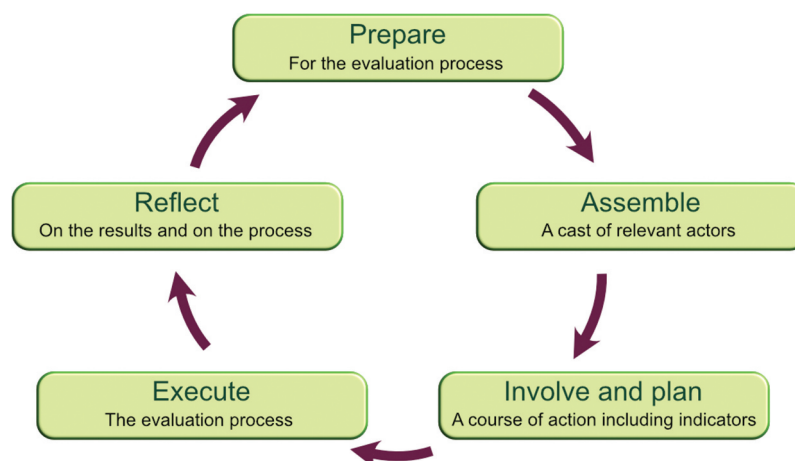 Prepare
For the evaluation process
Assemble
A cast of relevant actors
Involve and plan
A course of action including indicators
Execute
The evaluation process
Reflect
On the results and on the process